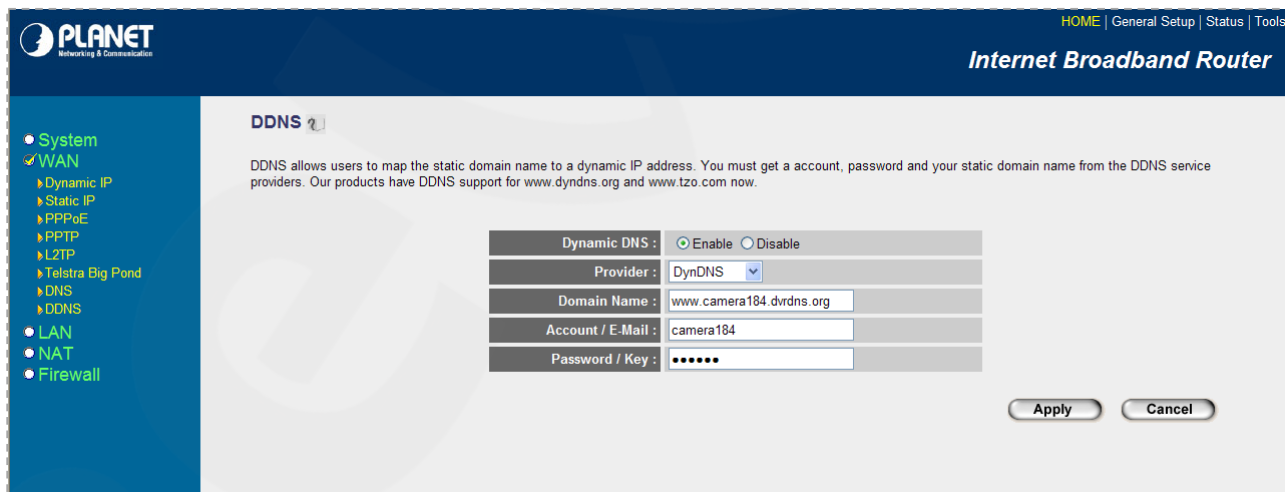 PLANET
Networking & Communication
HOME | General Setup | Status | Tools
Internet Broadband Router
System
WAN
Dynamic IP
Static IP
PPPoE
PPTP
L2TP
Telstra Big Pond
DNS
DDNS
LAN
NAT
Firewall
DDNS
DDNS allows users to map the static domain name to a dynamic IP address. You must get a account, password and your static domain name from the DDNS service
providers. Our products have DDNS support for www.dyndns.org and www.tzo.com now.
Dynamic DNS : Enable Disable
Provider : DynDNS
Domain Name : www.camera184.dvrdns.org
Account / E-Mail : camera184
Password / Key : ••••••
Apply Cancel